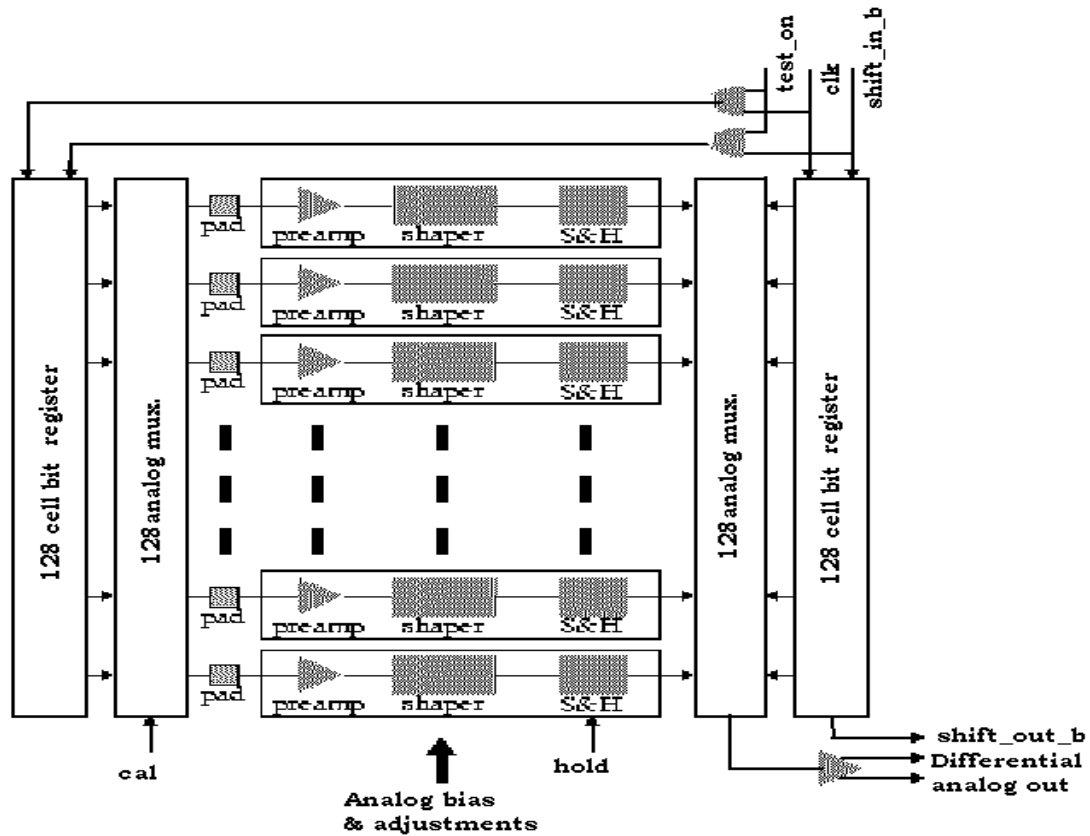 test_on
clk
shift_in_b
128 cell bit register
128 analog mux.
pad
preamp shaper S&H
pad
preamp shaper S&H
pad
preamp shaper S&H
pad
preamp shaper S&H
pad
preamp shaper S&H
128 analog mux.
128 cell bit register
cal
hold
Analog bias
& adjustments
shift_out_b
Differential
analog out